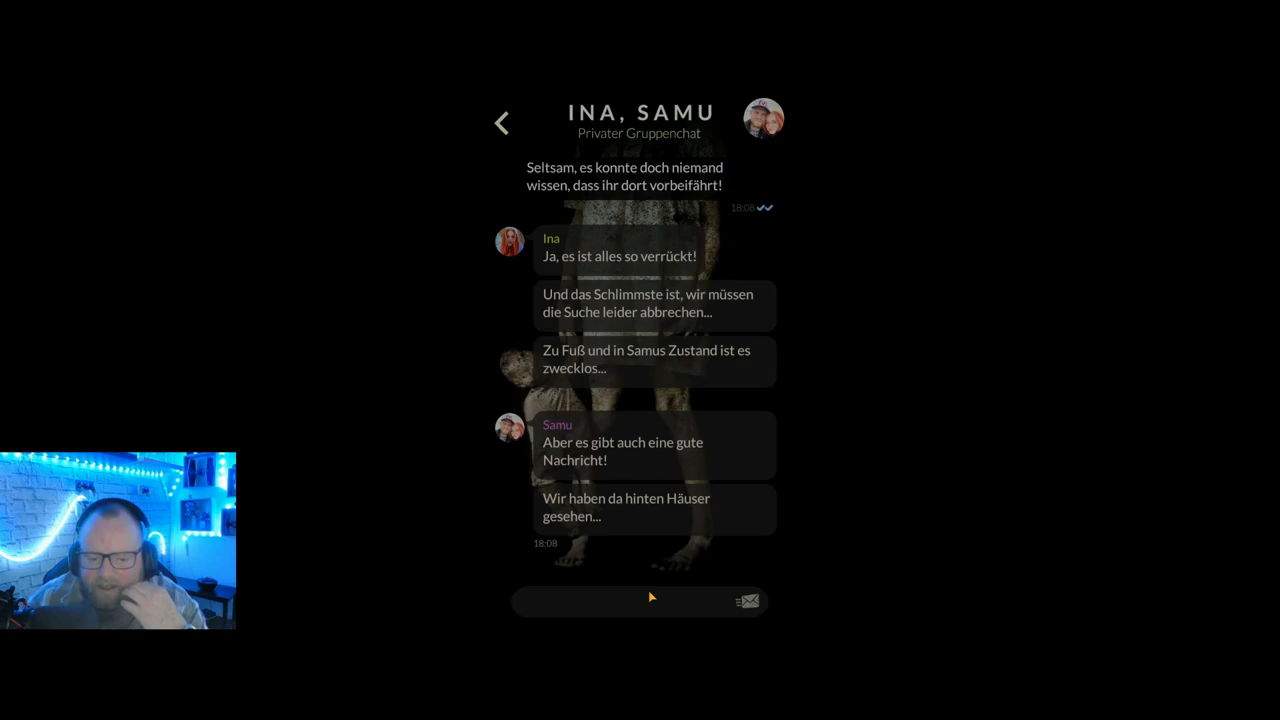 INA, SAMU
Privater Gruppenchat
Seltsam, es konnte doch niemand
wissen, dass ihr dort vorbeifährt!
18:08
Ina
Ja, es ist alles so verrückt!
Und das Schlimmste ist, wir müssen
die Suche leider abbrechen...
Zu Fuß und in Samus Zustand ist es
zwecklos...
Samu
Aber es gibt auch eine gute
Nachricht!
Wir haben da hinten Häuser
gesehen...
18:08